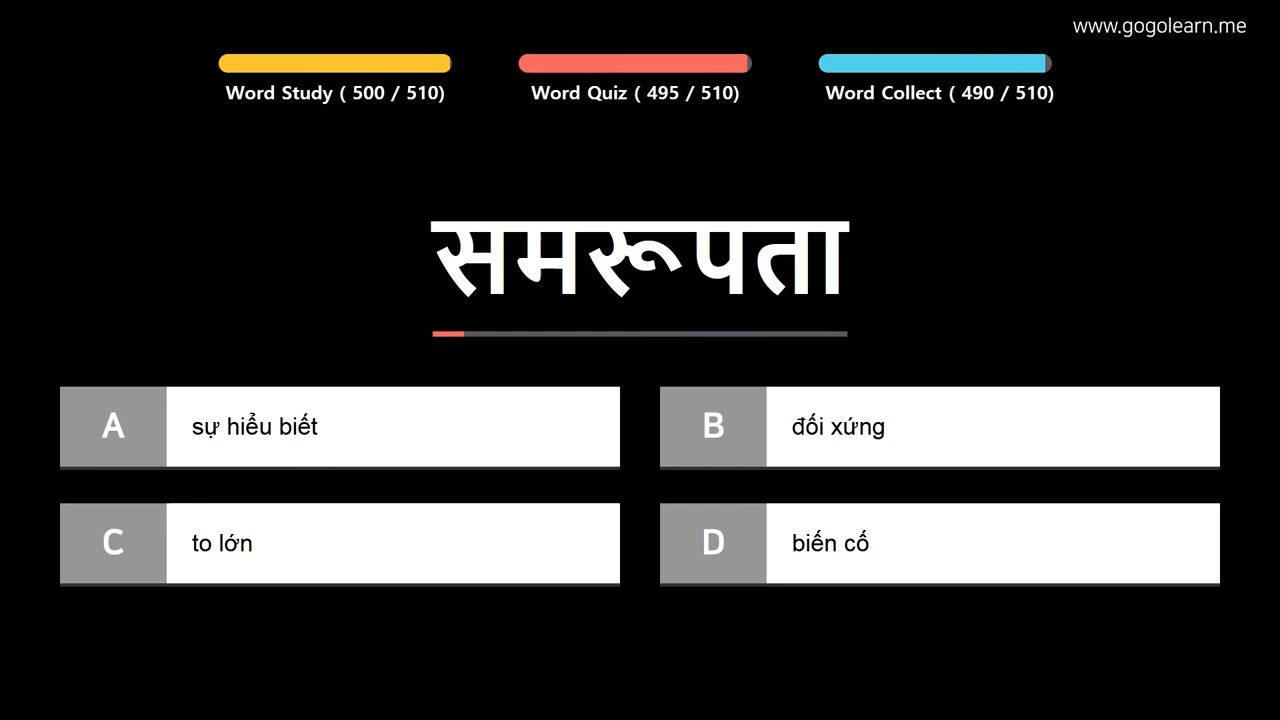 www.gogolearn.me
Word Study ( 500 / 510)
Word Quiz ( 495 / 510)
Word Collect ( 490 / 510)
समरूपता
A
sự hiểu biết
B
đối xứng
C
to lớn
D
biến cố